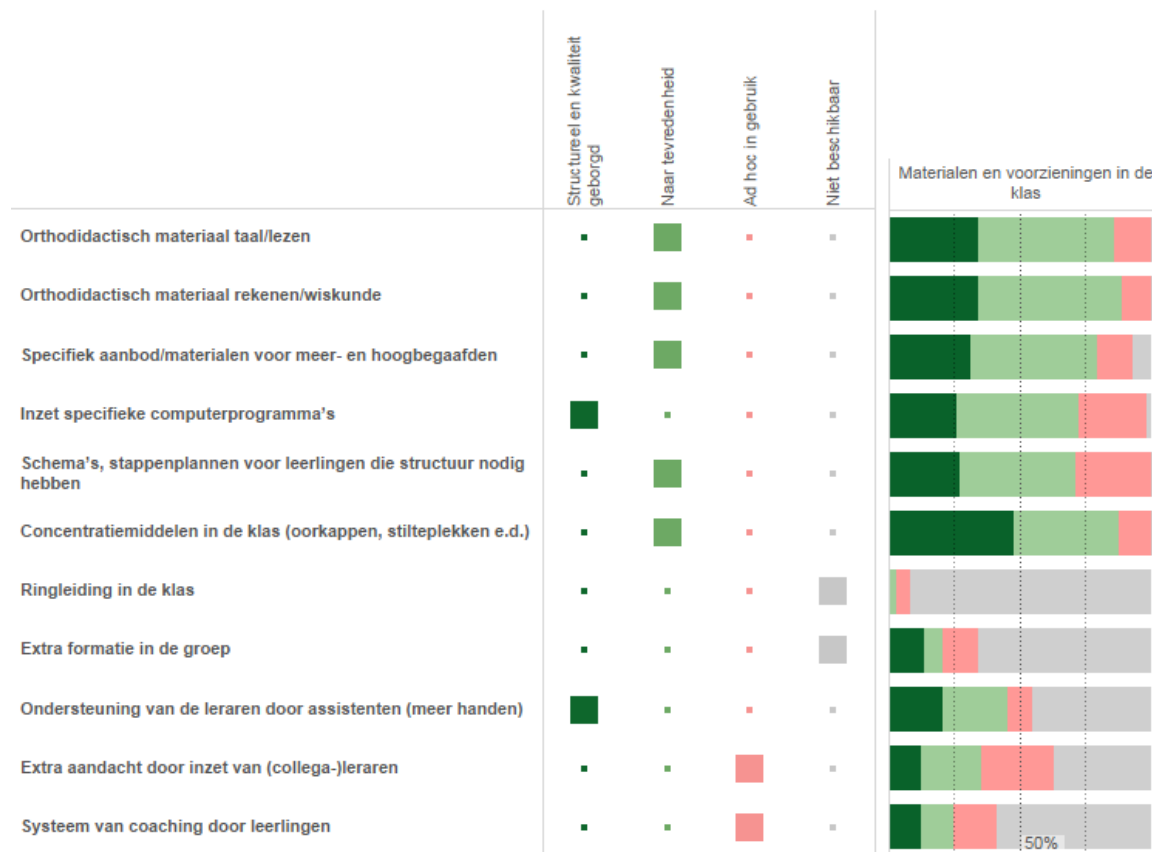 Structureel en kwaliteit
geborgd
Naar tevredenheid
Ad hoc in gebruik
Niet beschikbaar
Materialen en voorzieningen in de
klas
Orthodidactisch materiaal taal/lezen
Orthodidactisch materiaal rekenen/wiskunde
Specifiek aanbod/materialen voor meer- en hoogbegaafden
Inzet specifieke computerprogramma's
Schema's, stappenplannen voor leerlingen die structuur nodig
hebben
Concentratiemiddelen in de klas (oorkappen, stilteplekken e.d.)
Ringleiding in de klas
Extra formatie in de groep
Ondersteuning van de leraren door assistenten (meer handen)
Extra aandacht door inzet van (collega-)leraren
Systeem van coaching door leerlingen
50%